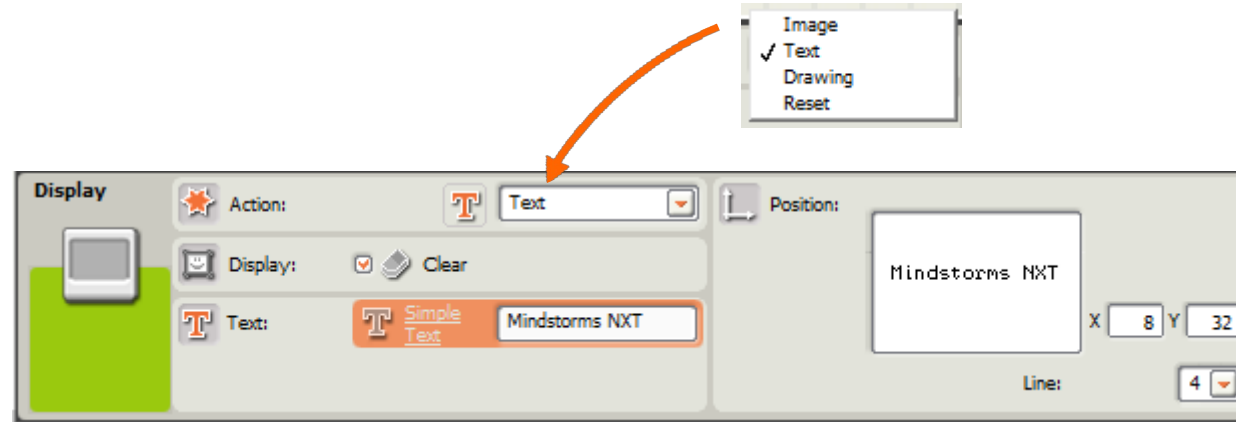 Image
Text
Drawing
Reset
Display
Action:
T Text
Display:
Clear
Text:
T Simple Text
Mindstorms NXT
Position:
Mindstorms NXT
X 8 Y 32
Line: 4